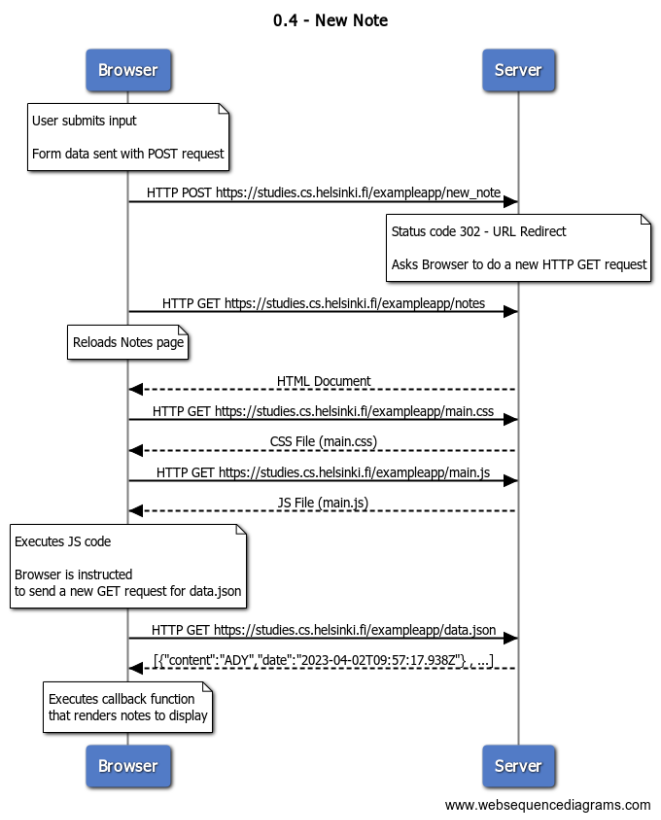 0.4 - New Note
Browser
Server
User submits input
Form data sent with POST request
HTTP POST https://studies.cs.helsinki.fi/exampleapp/new_note
Status code 302 - URL Redirect
Asks Browser to do a new HTTP GET request
HTTP GET https://studies.cs.helsinki.fi/exampleapp/notes
Reloads Notes page
HTML Document
HTTP GET https://studies.cs.helsinki.fi/exampleapp/main.css
CSS File (main.css)
HTTP GET https://studies.cs.helsinki.fi/exampleapp/main.js
JS File (main.js)
Executes JS code
Browser is instructed
to send a new GET request for data.json
HTTP GET https://studies.cs.helsinki.fi/exampleapp/data.json
[{"content":"ADY","date":"2023-04-02T09:57:17.938Z"} , ...]
Executes callback function
that renders notes to display
Browser
Server
www.websequencediagrams.com